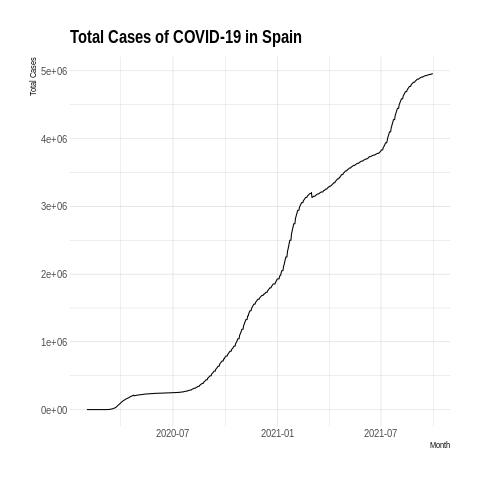 Total Cases of COVID-19 in Spain
Total Cases
5e+06
4e+06
3e+06
2e+06
1e+06
0e+00
2020-07 2021-01 2021-07
Month